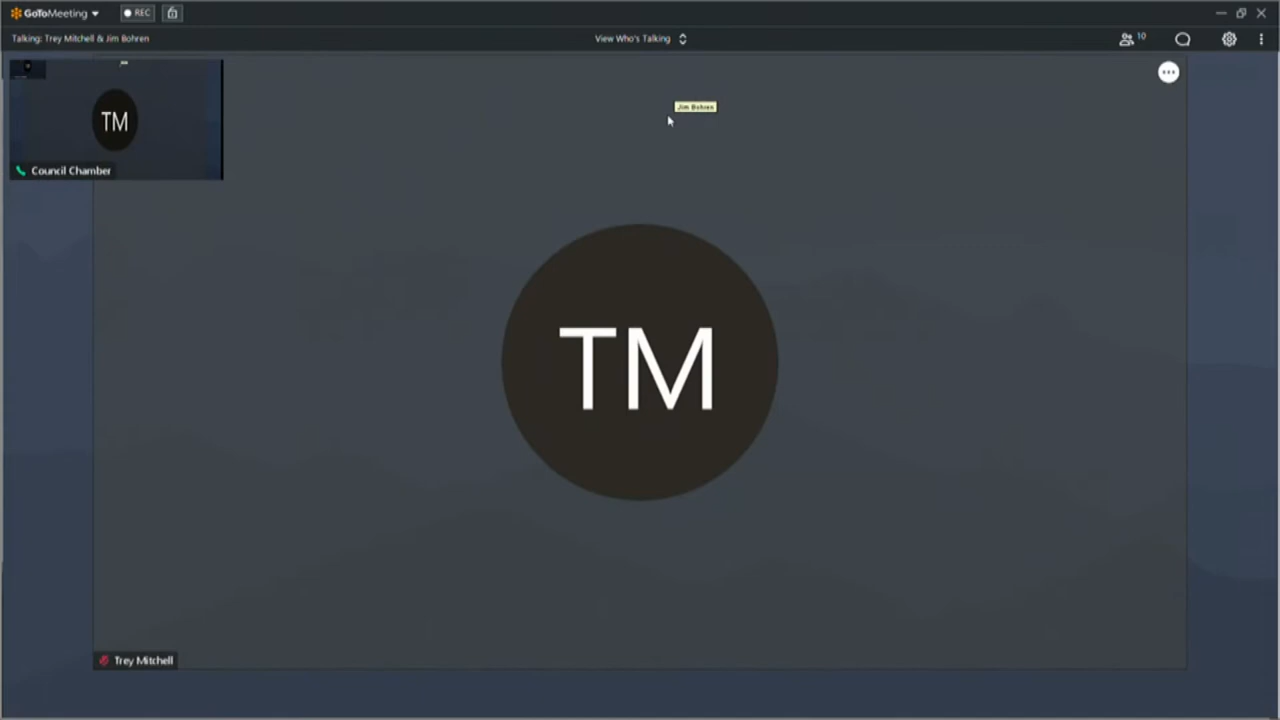 GoToMeeting
REC
Talking: Trey Mitchell & Jim Bohren
View Who's Talking
10
Jim Bohren
TM
Council Chamber
TM
Trey Mitchell